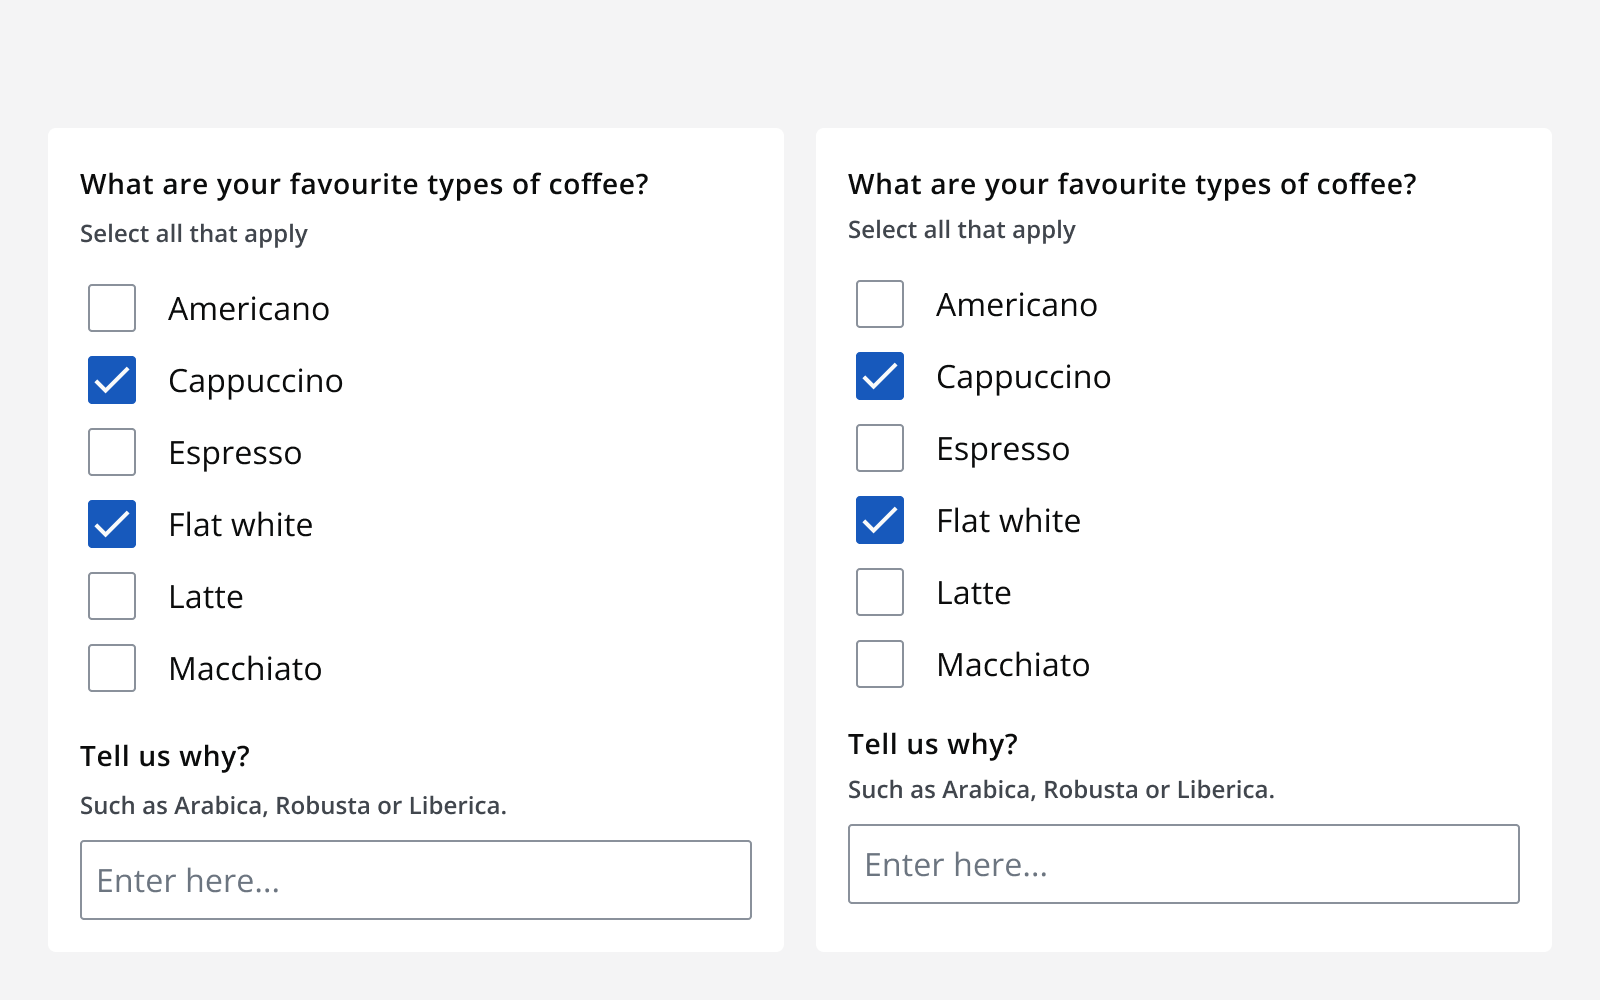 What are your favourite types of coffee?
Select all that apply
Americano
Cappuccino
Espresso
Flat white
Latte
Macchiato
Tell us why?
Such as Arabica, Robusta or Liberica.
Enter here...
What are your favourite types of coffee?
Select all that apply
Americano
Cappuccino
Espresso
Flat white
Latte
Macchiato
Tell us why?
Such as Arabica, Robusta or Liberica.
Enter here...